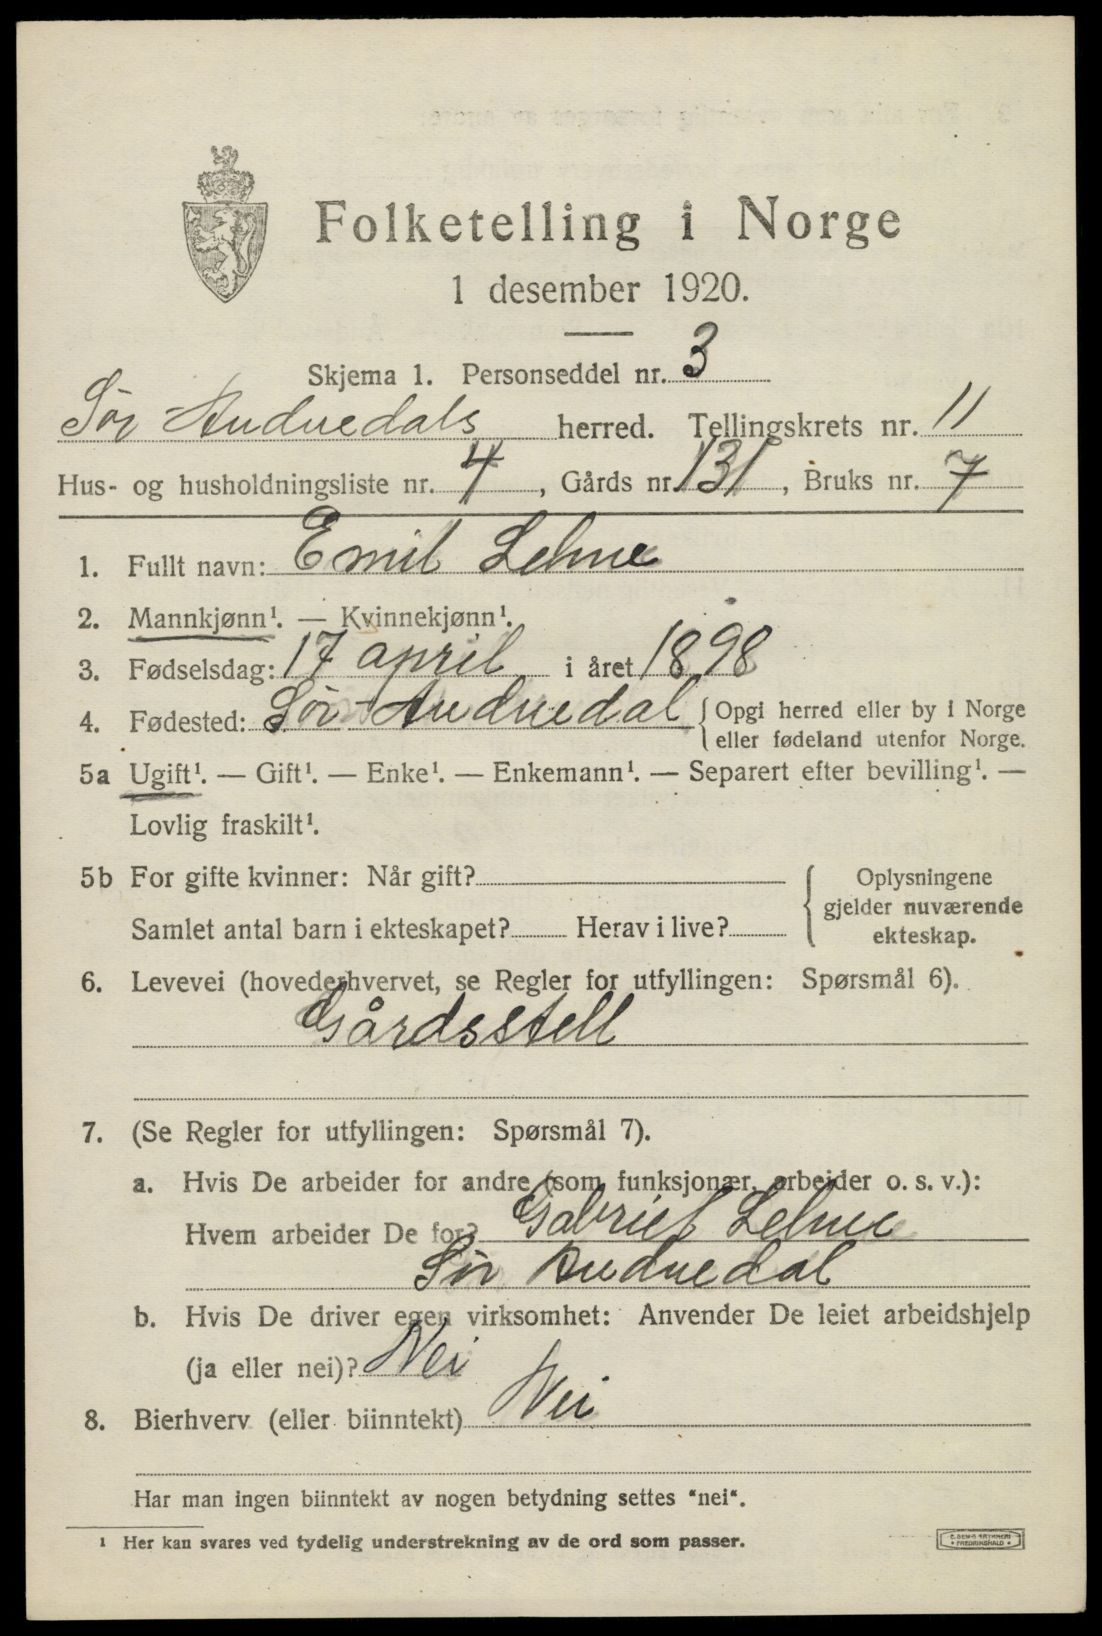 Folketelling i Norge
1 desember 1920.
Skjema 1. Personseddel nr. 3
Sør Audnedals herred. Tellingskrets nr. 11
Hus- og husholdningsliste nr. 4, Gårds nr. 131, Bruks nr. 7
1. Fullt navn: Emil Lehne
2. Mannkjønn¹. — Kvinnekjønn¹.
3. Fødselsdag: 17 april i året 1898
4. Fødested: Sør-Audnedal { Opgi herred eller by i Norge
eller fødeland utenfor Norge.
5a Ugift¹. — Gift¹. — Enke¹. — Enkemann¹. — Separert efter bevilling¹. —
Lovlig fraskilt¹.
5b For gifte kvinner: Når gift? { Oplysningene
gjelder nuværende
Samlet antal barn i ekteskapet? Herav i live? ekteskap.
6. Levevei (hovederhvervet, se Regler for utfyllingen: Spørsmål 6).
Gårdsstell
7. (Se Regler for utfyllingen: Spørsmål 7).
a. Hvis De arbeider for andre (som funksjonær, arbeider o. s. v.):
Hvem arbeider De for? Gabriel Lehne
Sør Audnedal
b. Hvis De driver egen virksomhet: Anvender De leiet arbeidshjelp
(ja eller nei)? Nei
8. Bierhverv (eller biinntekt) Nei
Har man ingen biinntekt av nogen betydning settes "nei".
¹ Her kan svares ved tydelig understrekning av de ord som passer.